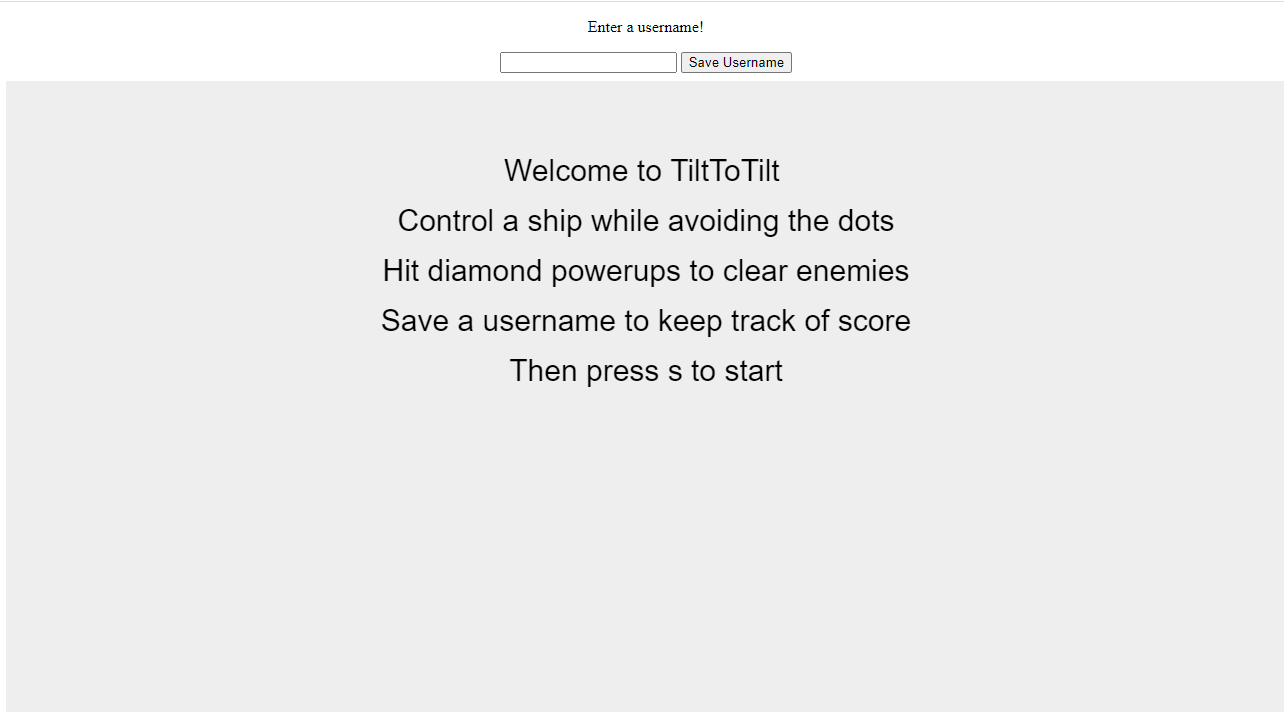 Enter a username!
Save Username
Welcome to TiltToTilt
Control a ship while avoiding the dots
Hit diamond powerups to clear enemies
Save a username to keep track of score
Then press s to start